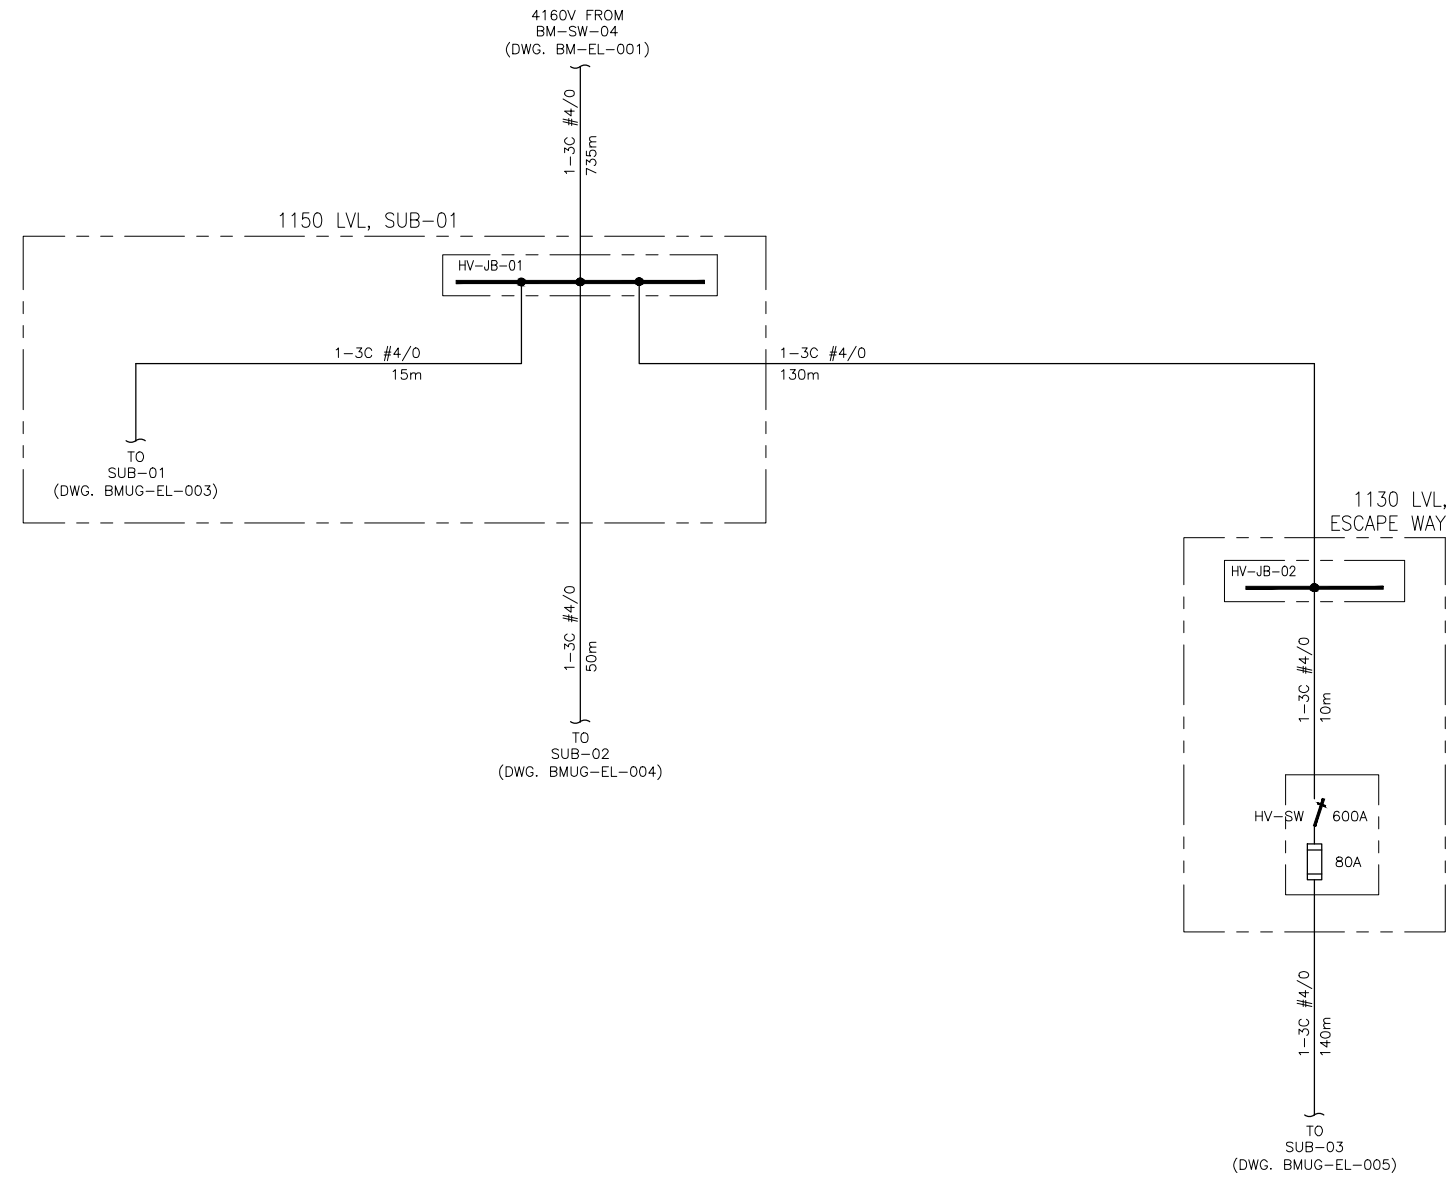 4160V FROM
BM-SW-04
(DWG. BM-EL-001)
1-3C #4/0
735m
1150 LVL, SUB-01
HV-JB-01
1-3C #4/0
15m
1-3C #4/0
130m
TO
SUB-01
(DWG. BMUG-EL-003)
1130 LVL,
ESCAPE WAY
HV-JB-02
1-3C #4/0
50m
1-3C #4/0
10m
TO
SUB-02
(DWG. BMUG-EL-004)
HV-SW
600A
80A
1-3C #4/0
140m
TO
SUB-03
(DWG. BMUG-EL-005)